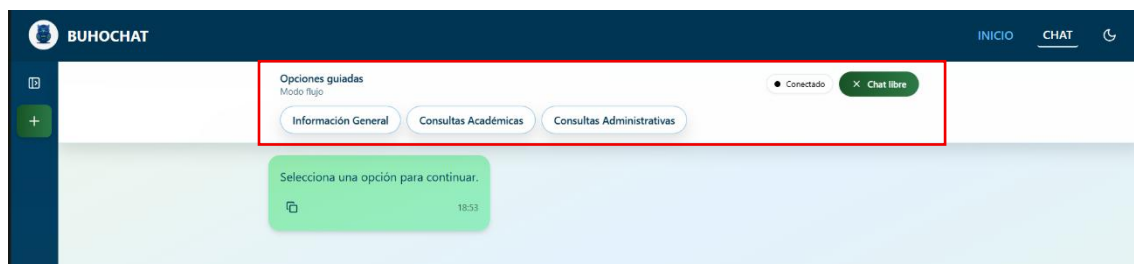 BUHOCHAT
INICIO CHAT
Opciones guiadas
Modo flujo
Conectado
Chat libre
Información General Consultas Académicas Consultas Administrativas
Selecciona una opción para continuar.
18:53